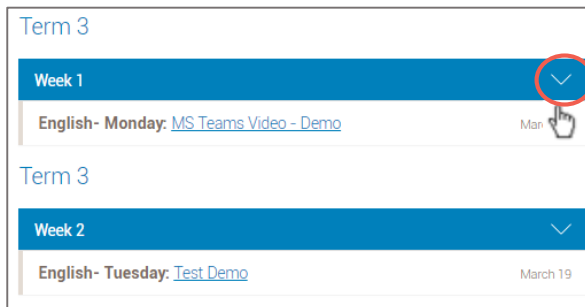 Term 3
Week 1
English- Monday: MS Teams Video - Demo
Term 3
Week 2
English- Tuesday: Test Demo March 19